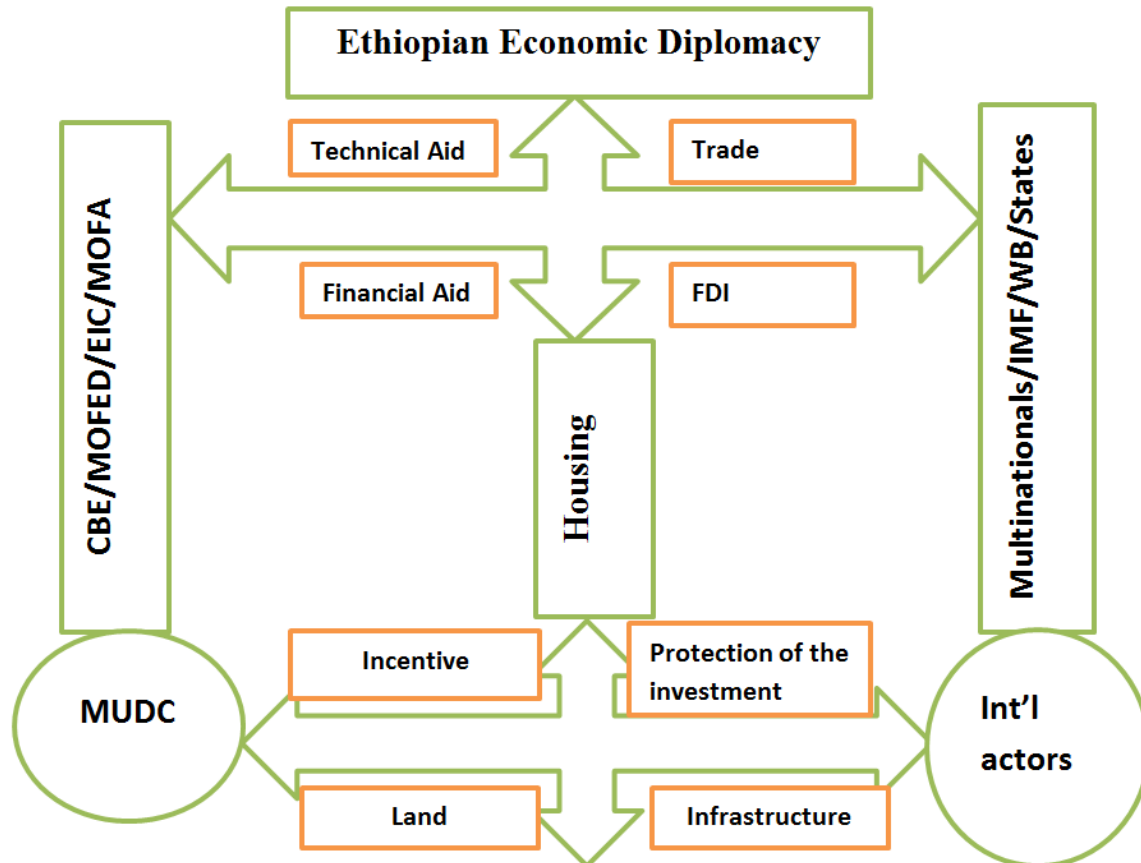 Ethiopian Economic Diplomacy
Technical Aid
Trade
CBE/MOFED/EIC/MOFA
Multinationals/IMF/WB/States
Financial Aid
FDI
Housing
Incentive
Protection of the
investment
MUDC
Int'l
actors
Land
Infrastructure